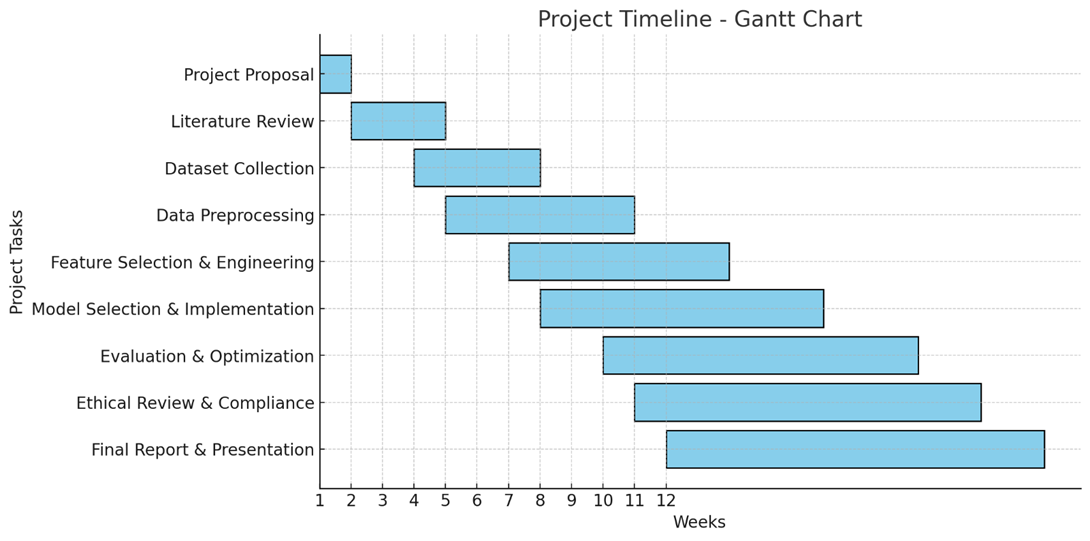 Project Timeline - Gantt Chart
Project Tasks
Project Proposal
Literature Review
Dataset Collection
Data Preprocessing
Feature Selection & Engineering
Model Selection & Implementation
Evaluation & Optimization
Ethical Review & Compliance
Final Report & Presentation
1 2 3 4 5 6 7 8 9 10 11 12
Weeks